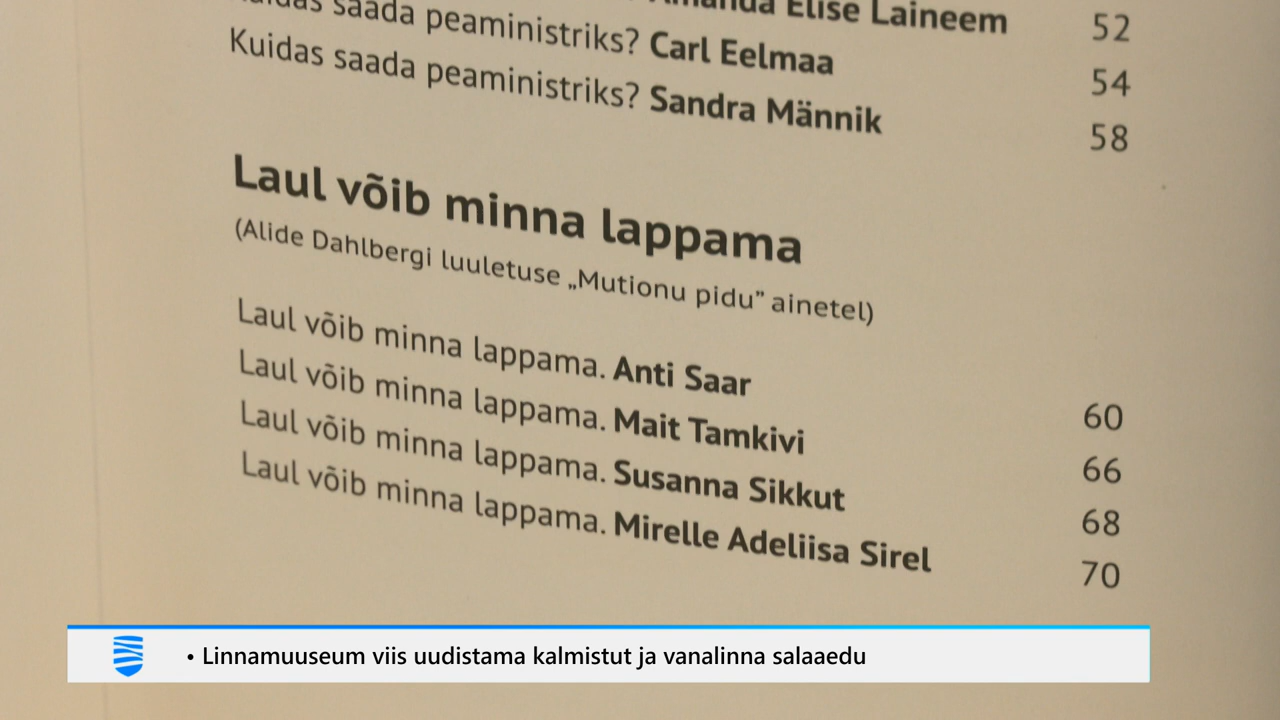 Elise Laineem 52
saada peaministriks? Carl Eelmaa 54
Kuidas saada peaministriks? Sandra Männik 58
Laul võib minna lappama
(Alide Dahlbergi luuletuse „Mutionu pidu” ainetel)
Laul võib minna lappama. Anti Saar 60
Laul võib minna lappama. Mait Tamkivi 66
Laul võib minna lappama. Susanna Sikkut 68
Laul võib minna lappama. Mirelle Adeliisa Sirel 70
• Linnamuuseum viis uudistama kalmistut ja vanalinna salaaedu